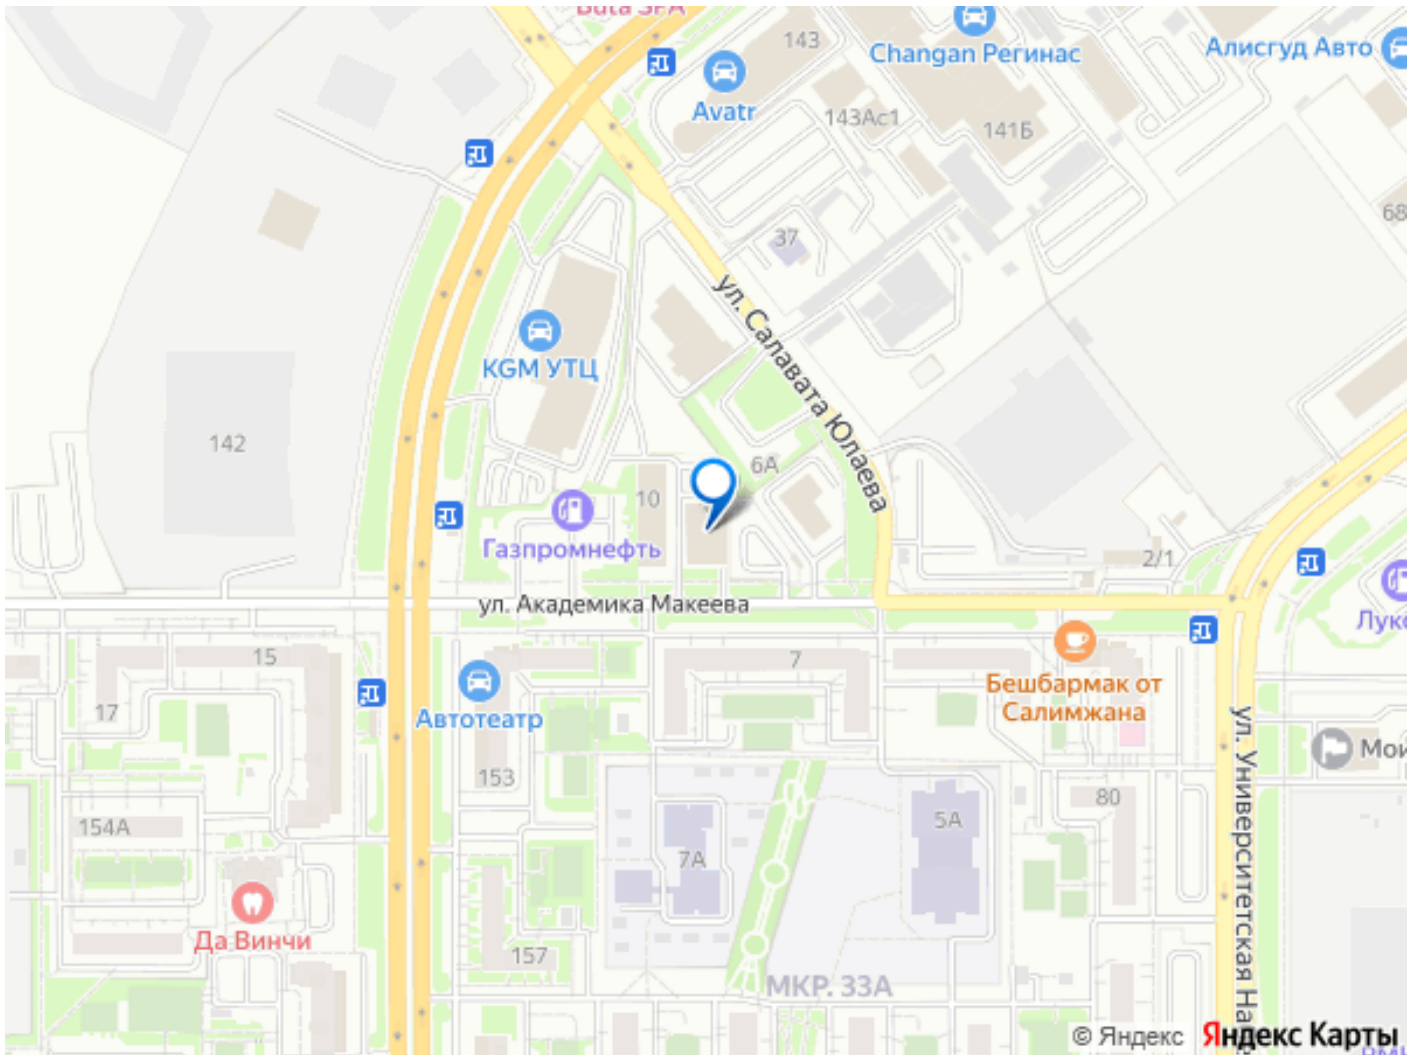 Buta SPA
143
Changan Регинас
Алисгуд Авто
Avatr
143Ас1
141Б
68
37
ул. Салавата Юлаева
KGM УТЦ
142
6А
10
Газпромнефть
2/1
ул. Академика Макеева
15
7
Бешбармак от
Салимжана
17
Автотеатр
153
ул. Университетская На
80
154А
5А
7А
Да Винчи
157
МКР. 33А
© Яндекс Яндекс Карты